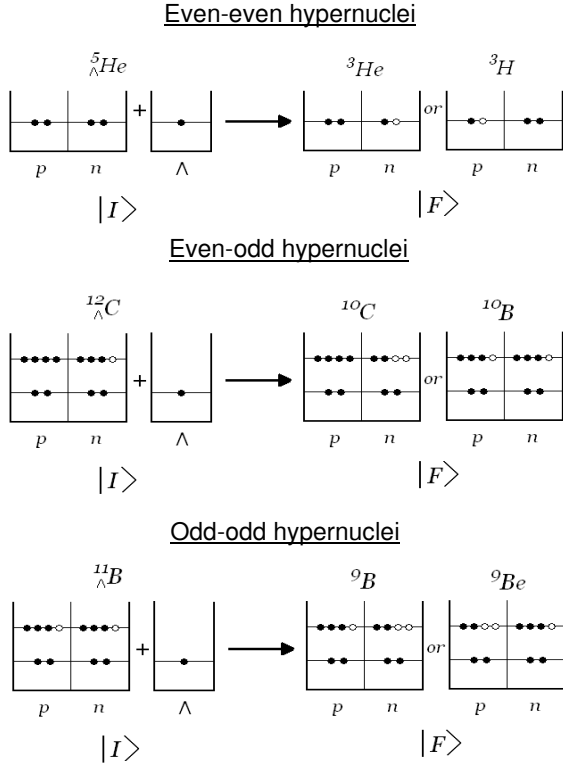 Even-even hypernuclei
⁵ΛHe ³He ³H
+ or
p n Λ p n p n
|I> |F>
Even-odd hypernuclei
¹²ΛC ¹⁰C ¹⁰B
+ or
p n Λ p n p n
|I> |F>
Odd-odd hypernuclei
¹¹ΛB ⁹B ⁹Be
+ or
p n Λ p n p n
|I> |F>